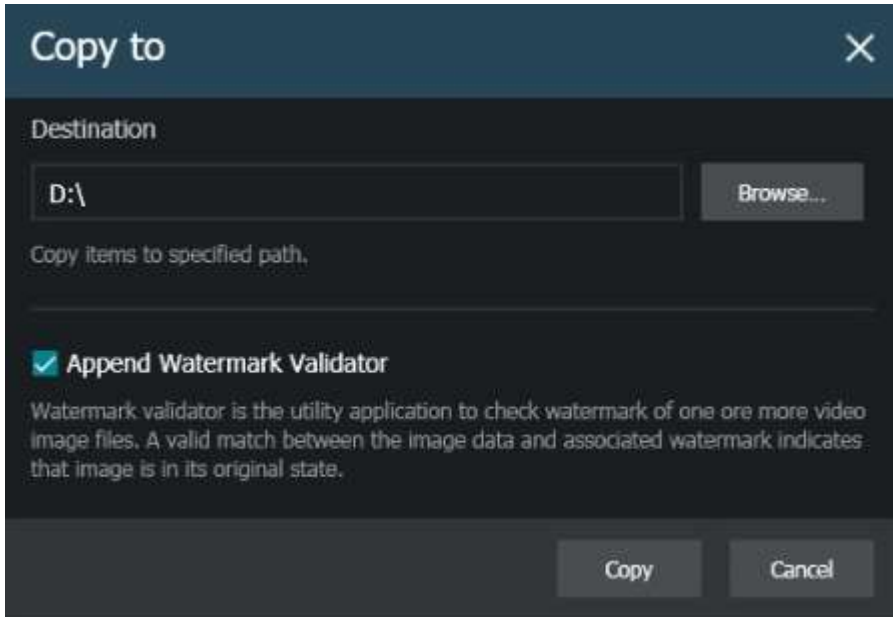 Copy to
Destination
D:\
Browse...
Copy items to specified path.
Append Watermark Validator
Watermark validator is the utility application to check watermark of one ore more video
image files. A valid match between the image data and associated watermark indicates
that image is in its original state.
Copy
Cancel